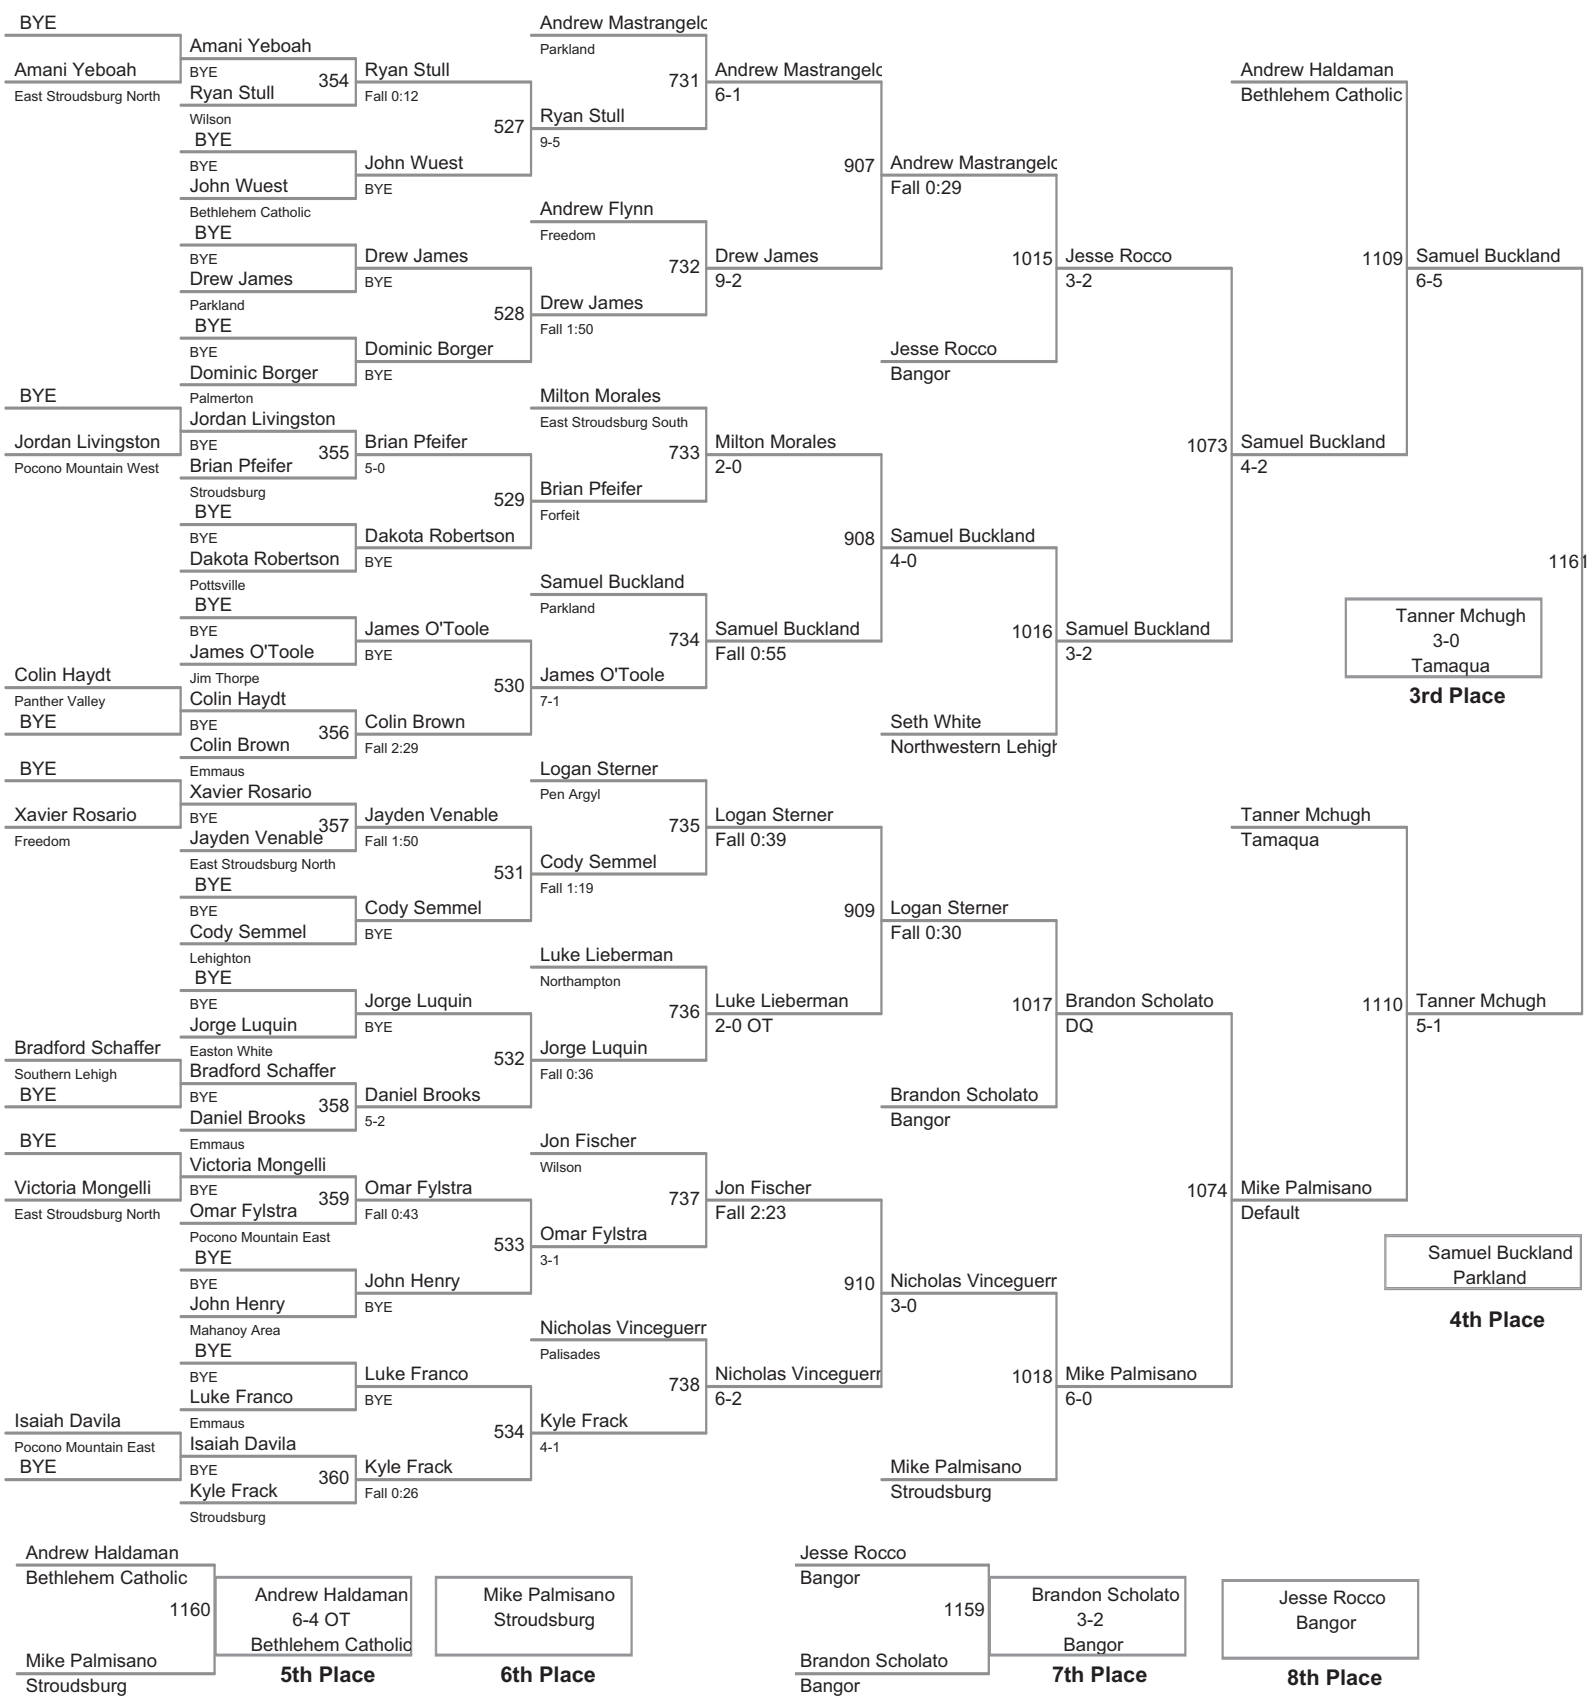 BYE
Amani Yeboah
East Stroudsburg North
BYE
Jordan Livingston
Pocono Mountain West
Colin Haydt
Panther Valley
BYE
BYE
Xavier Rosario
Freedom
Bradford Schaffer
Southern Lehigh
BYE
BYE
Victoria Mongelli
East Stroudsburg North
Isaiah Davila
Pocono Mountain East
BYE
Amani Yeboah
BYE
354
Ryan Stull
Wilson
BYE
BYE
John Wuest
Bethlehem Catholic
BYE
BYE
Drew James
Parkland
BYE
BYE
Dominic Borger
Palmerton
Jordan Livingston
BYE
355
Brian Pfeifer
Stroudsburg
BYE
BYE
Dakota Robertson
Pottsville
BYE
BYE
James O'Toole
Jim Thorpe
Colin Haydt
BYE
356
Colin Brown
Emmaus
Xavier Rosario
BYE
357
Jayden Venable
East Stroudsburg North
BYE
BYE
Cody Semmel
Lehighton
BYE
BYE
Jorge Luquin
Easton White
Bradford Schaffer
BYE
358
Daniel Brooks
Emmaus
Victoria Mongelli
BYE
359
Omar Fylstra
Pocono Mountain East
BYE
BYE
John Henry
Mahanoy Area
BYE
BYE
Luke Franco
Emmaus
Isaiah Davila
BYE
360
Kyle Frack
Stroudsburg
Ryan Stull
Fall 0:12
527
John Wuest
BYE
Drew James
BYE
528
Dominic Borger
BYE
Brian Pfeifer
5-0
529
Dakota Robertson
BYE
James O'Toole
BYE
530
Colin Brown
Fall 2:29
Jayden Venable
Fall 1:50
531
Cody Semmel
BYE
Jorge Luquin
BYE
532
Daniel Brooks
5-2
Omar Fylstra
Fall 0:43
533
John Henry
BYE
Luke Franco
BYE
534
Kyle Frack
Fall 0:26
Andrew Mastrangelo
Parkland
731
Ryan Stull
9-5
Andrew Flynn
Freedom
732
Drew James
Fall 1:50
Milton Morales
East Stroudsburg South
733
Brian Pfeifer
Forfeit
Samuel Buckland
Parkland
734
James O'Toole
7-1
Logan Sterner
Pen Argyl
735
Cody Semmel
Fall 1:19
Luke Lieberman
Northampton
736
Jorge Luquin
Fall 0:36
Jon Fischer
Wilson
737
Omar Fylstra
3-1
Nicholas Vinceguerr
Palisades
738
Kyle Frack
4-1
Andrew Mastrangelo
6-1
907
Drew James
9-2
Milton Morales
2-0
908
Samuel Buckland
Fall 0:55
Logan Sterner
Fall 0:39
909
Luke Lieberman
2-0 OT
Jon Fischer
Fall 2:23
910
Nicholas Vinceguerr
6-2
Andrew Mastrangelo
Fall 0:29
1015
Jesse Rocco
Bangor
Samuel Buckland
4-0
1016
Seth White
Northwestern Lehigh
Logan Sterner
Fall 0:30
1017
Brandon Scholato
Bangor
Nicholas Vinceguerr
3-0
1018
Mike Palmisano
Stroudsburg
Jesse Rocco
3-2
1073
Samuel Buckland
3-2
Brandon Scholato
DQ
1074
Mike Palmisano
6-0
Andrew Haldaman
Bethlehem Catholic
1109
Samuel Buckland
4-2
Tanner Mchugh
Tamaqua
1110
Mike Palmisano
Default
Samuel Buckland
6-5
1161
Tanner Mchugh
5-1
Tanner Mchugh
3-0
Tamaqua
3rd Place
Samuel Buckland
Parkland
4th Place
Andrew Haldaman
Bethlehem Catholic
1160
Mike Palmisano
Stroudsburg
Andrew Haldaman
6-4 OT
Bethlehem Catholic
5th Place
Mike Palmisano
Stroudsburg
6th Place
Jesse Rocco
Bangor
1159
Brandon Scholato
Bangor
Brandon Scholato
3-2
Bangor
7th Place
Jesse Rocco
Bangor
8th Place